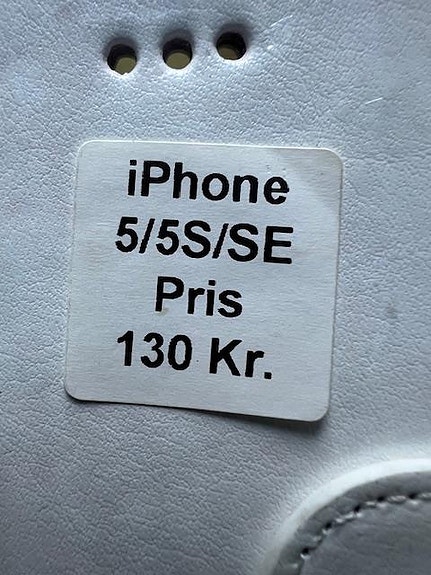 iPhone
5/5S/SE
Pris
130 Kr.